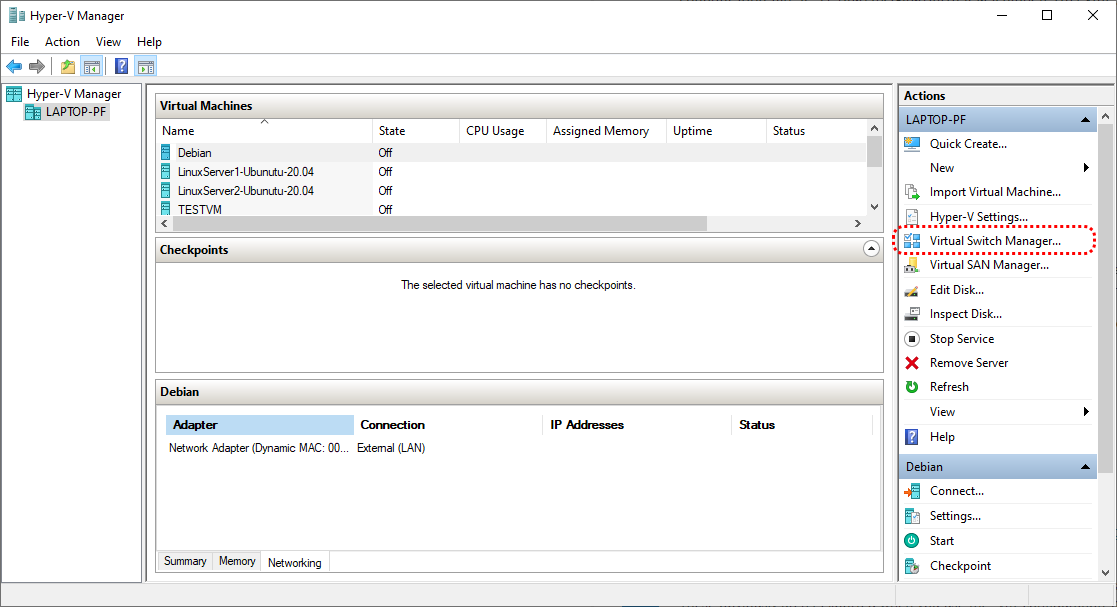 Hyper-V Manager
File Action View Help
Hyper-V Manager
LAPTOP-PF
Virtual Machines
Name State CPU Usage Assigned Memory Uptime Status
Debian Off
LinuxServer1-Ubunutu-20.04 Off
LinuxServer2-Ubunutu-20.04 Off
TESTVM Off
Checkpoints
The selected virtual machine has no checkpoints.
Debian
Adapter Connection IP Addresses Status
Network Adapter (Dynamic MAC: 00... External (LAN)
Summary Memory Networking
Actions
LAPTOP-PF
Quick Create...
New
Import Virtual Machine...
Hyper-V Settings...
Virtual Switch Manager...
Virtual SAN Manager...
Edit Disk...
Inspect Disk...
Stop Service
Remove Server
Refresh
View
Help
Debian
Connect...
Settings...
Start
Checkpoint